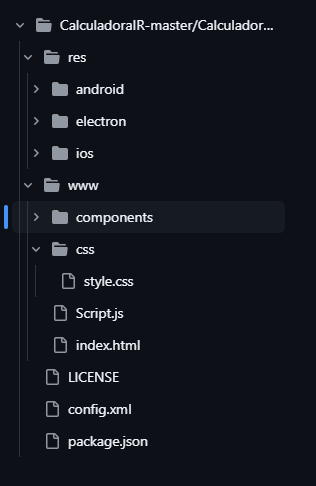 CalculadoraIR-master/Calculador...
res
android
electron
ios
www
components
css
style.css
Script.js
index.html
LICENSE
config.xml
package.json